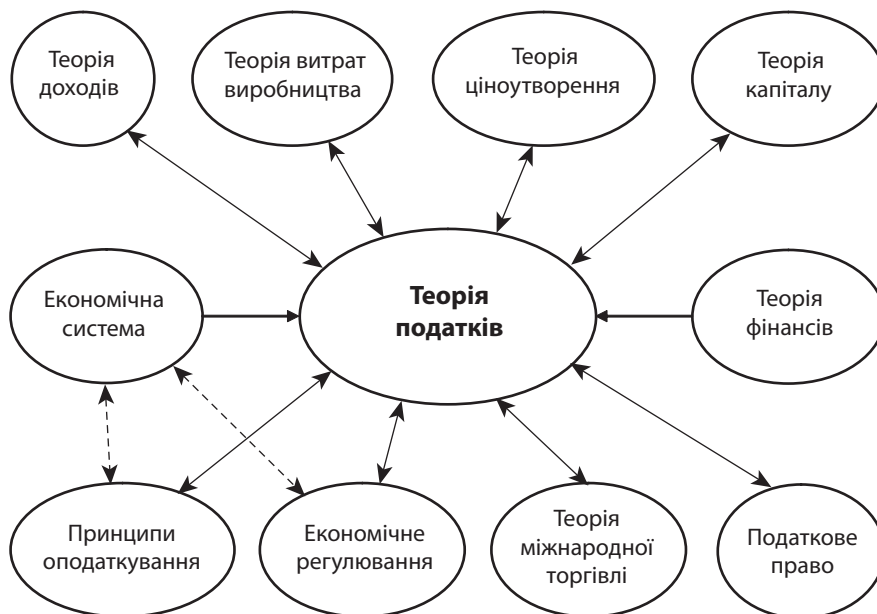 Теорія
доходів
Теорія витрат
виробництва
Теорія
ціноутворення
Теорія
капіталу
Економічна
система
Теорія
податків
Теорія
фінансів
Принципи
оподаткування
Економічне
регулювання
Теорія
міжнародної
торгівлі
Податкове
право